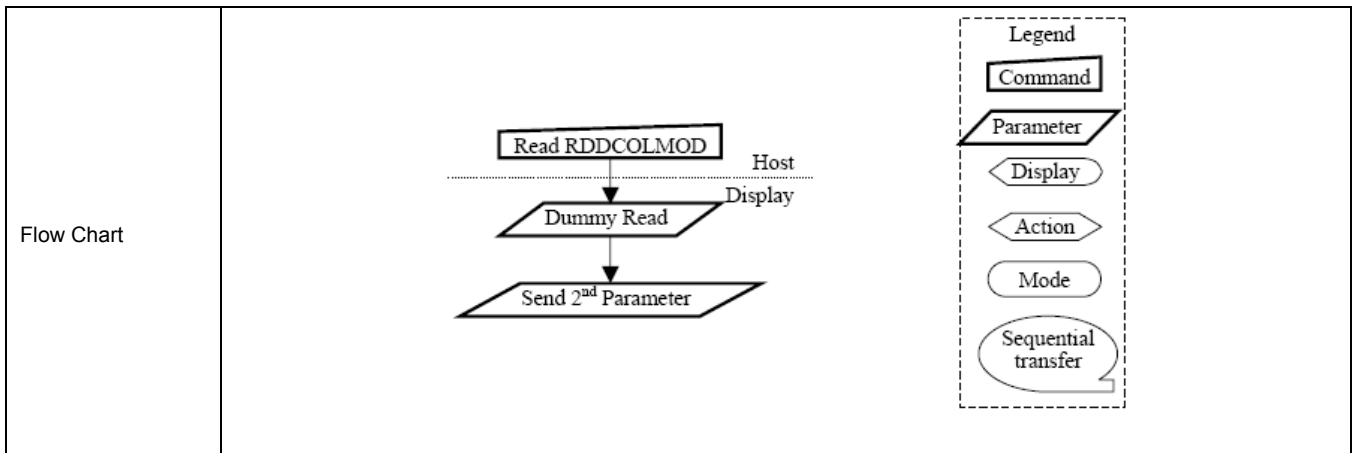 Flow Chart
Read RDDCOLMOD
Host
Display
Dummy Read
Send 2nd Parameter
Legend
Command
Parameter
Display
Action
Mode
Sequential
transfer